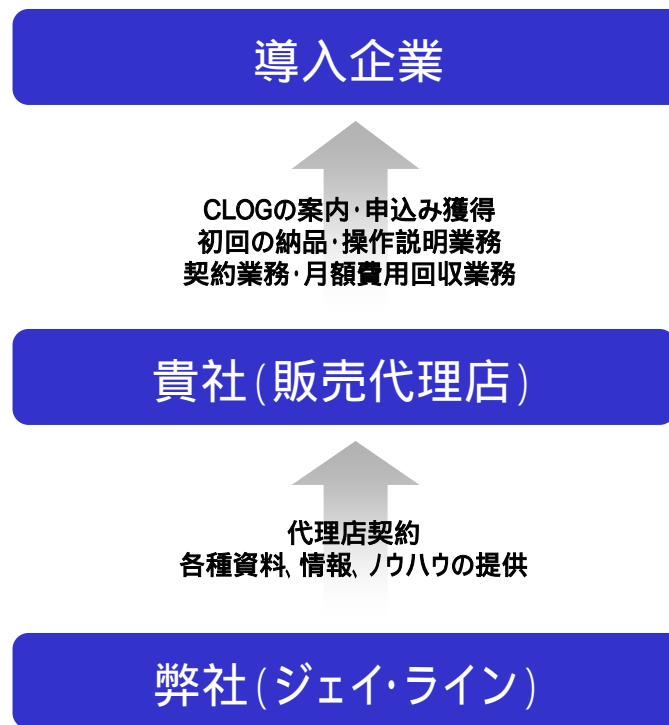 導入企業
CLOGの案内・申込み獲得
初回の納品・操作説明業務
契約業務・月額費用回収業務
貴社(販売代理店)
代理店契約
各種資料、情報、ノウハウの提供
弊社(ジェイ・ライン)